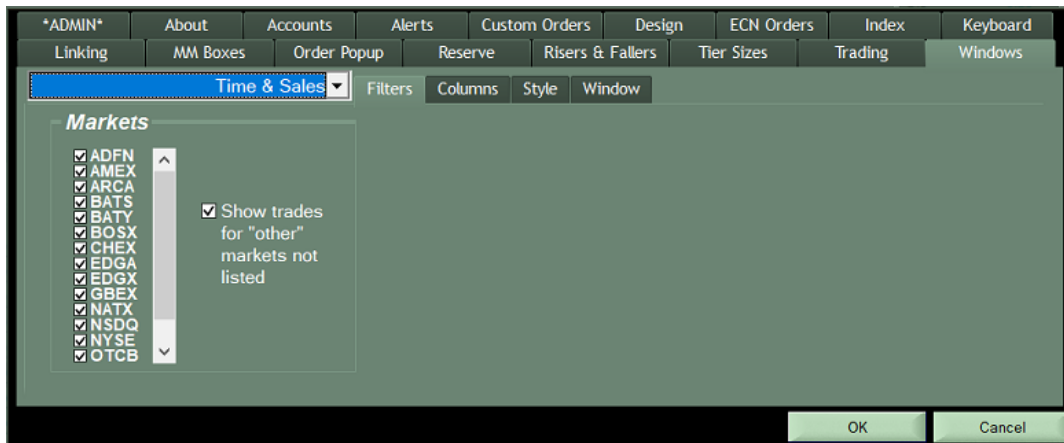 *ADMIN* About Accounts Alerts Custom Orders Design ECN Orders Index Keyboard
Linking MM Boxes Order Popup Reserve Risers & Fallers Tier Sizes Trading Windows
Time & Sales Filters Columns Style Window
Markets
ADFN
AMEX
ARCA
BATS
BATY
BOSX
CHEX
EDGA
EDGX
GBEX
NATX
NSDQ
NYSE
OTCB
Show trades
for "other"
markets not
listed
OK Cancel